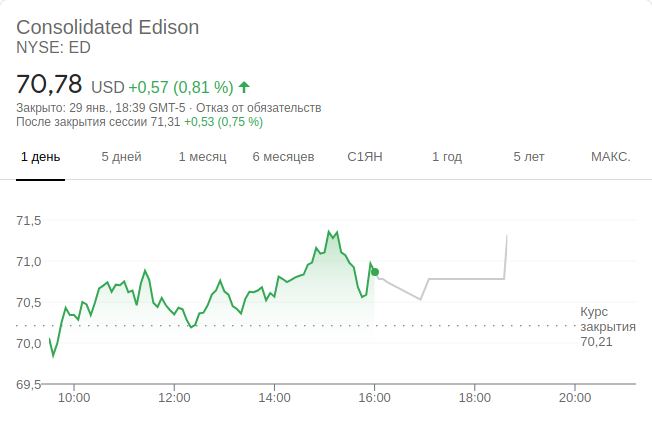 Consolidated Edison
NYSE: ED
70,78 USD +0,57 (0,81 %)
Закрыто: 29 янв., 18:39 GMT-5 · Отказ от обязательств
После закрытия сессии 71,31 +0,53 (0,75 %)
1 день 5 дней 1 месяц 6 месяцев С1ЯН 1 год 5 лет МАКС.
71,5
71,0
70,5
70,0
69,5
Курс
закрытия
70,21
10:00 12:00 14:00 16:00 18:00 20:00